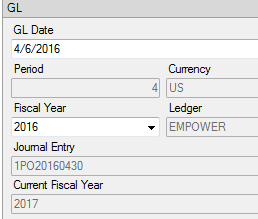 GL
GL Date
4/6/2016
Period Currency
4 US
Fiscal Year Ledger
2016 EMPOWER
Journal Entry
1PO20160430
Current Fiscal Year
2017